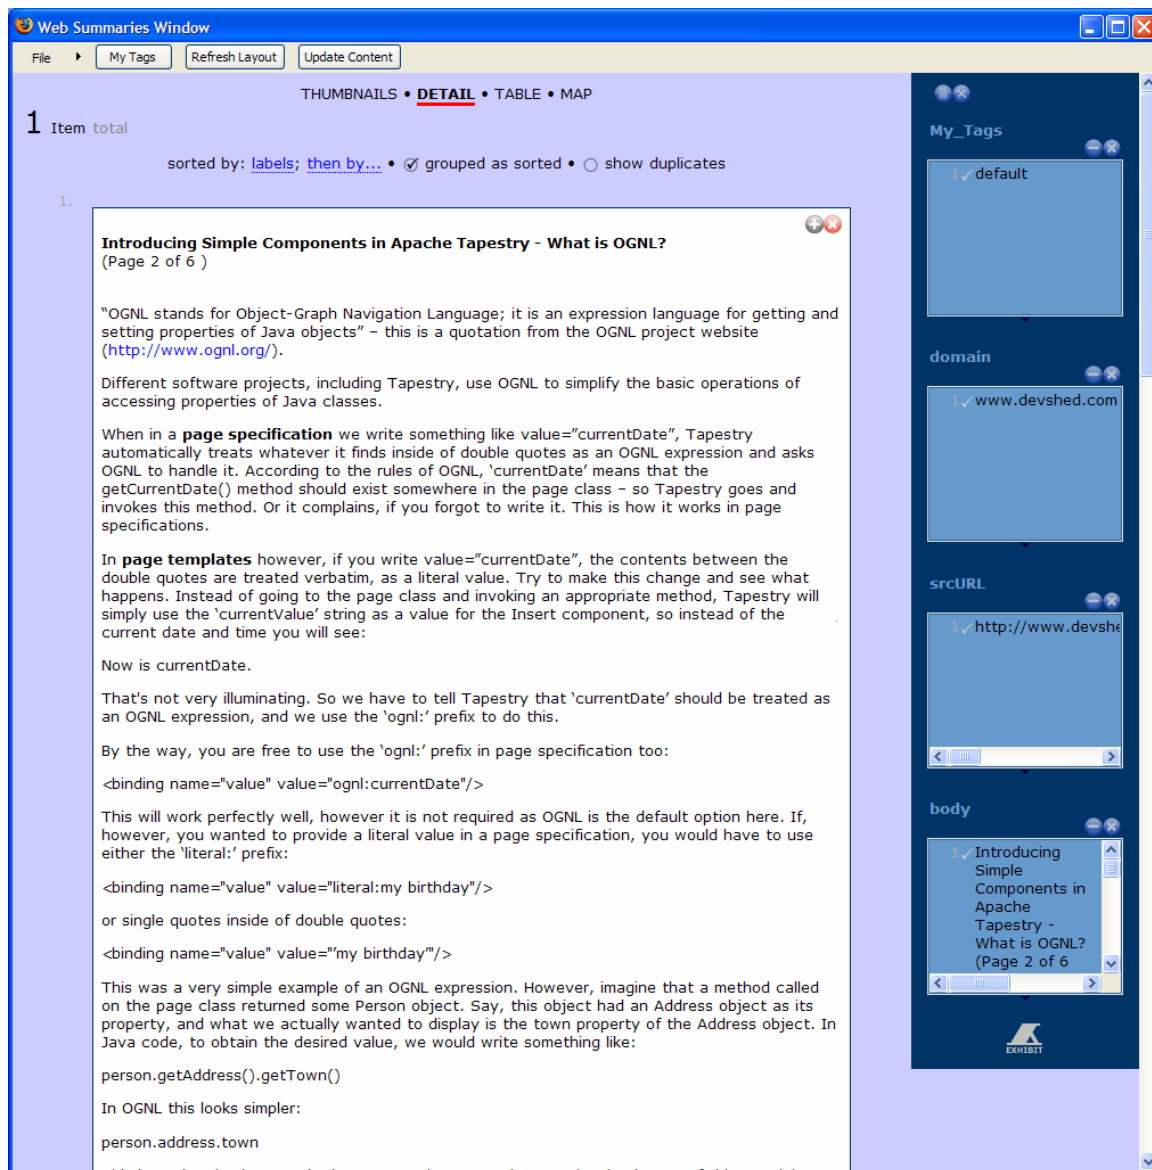 Web Summaries Window
File My Tags Refresh Layout Update Content
THUMBNAILS • DETAIL • TABLE • MAP
1 Item total
sorted by: labels; then by... • grouped as sorted • show duplicates
1.
Introducing Simple Components in Apache Tapestry - What is OGNL?
(Page 2 of 6 )
“OGNL stands for Object-Graph Navigation Language; it is an expression language for getting and
setting properties of Java objects” – this is a quotation from the OGNL project website
(http://www.ognl.org/).
Different software projects, including Tapestry, use OGNL to simplify the basic operations of
accessing properties of Java classes.
When in a page specification we write something like value=”currentDate”, Tapestry
automatically treats whatever it finds inside of double quotes as an OGNL expression and asks
OGNL to handle it. According to the rules of OGNL, ‘currentDate’ means that the
getCurrentDate() method should exist somewhere in the page class – so Tapestry goes and
invokes this method. Or it complains, if you forgot to write it. This is how it works in page
specifications.
In page templates however, if you write value=”currentDate”, the contents between the
double quotes are treated verbatim, as a literal value. Try to make this change and see what
happens. Instead of going to the page class and invoking an appropriate method, Tapestry will
simply use the ‘currentValue’ string as a value for the Insert component, so instead of the
current date and time you will see:
Now is currentDate.
That's not very illuminating. So we have to tell Tapestry that ‘currentDate’ should be treated as
an OGNL expression, and we use the ‘ognl:’ prefix to do this.
By the way, you are free to use the ‘ognl:’ prefix in page specification too:
<binding name="value" value="ognl:currentDate"/>
This will work perfectly well, however it is not required as OGNL is the default option here. If,
however, you wanted to provide a literal value in a page specification, you would have to use
either the ‘literal:’ prefix:
<binding name="value" value="literal:my birthday"/>
or single quotes inside of double quotes:
<binding name="value" value="’my birthday’"/>
This was a very simple example of an OGNL expression. However, imagine that a method called
on the page class returned some Person object. Say, this object had an Address object as its
property, and what we actually wanted to display is the town property of the Address object. In
Java code, to obtain the desired value, we would write something like:
person.getAddress().getTown()
In OGNL this looks simpler:
person.address.town
My_Tags
1 default
domain
1 www.devshed.com
srcURL
1 http://www.devshe
body
1 Introducing
Simple
Components in
Apache
Tapestry -
What is OGNL?
(Page 2 of 6
EXHIBIT